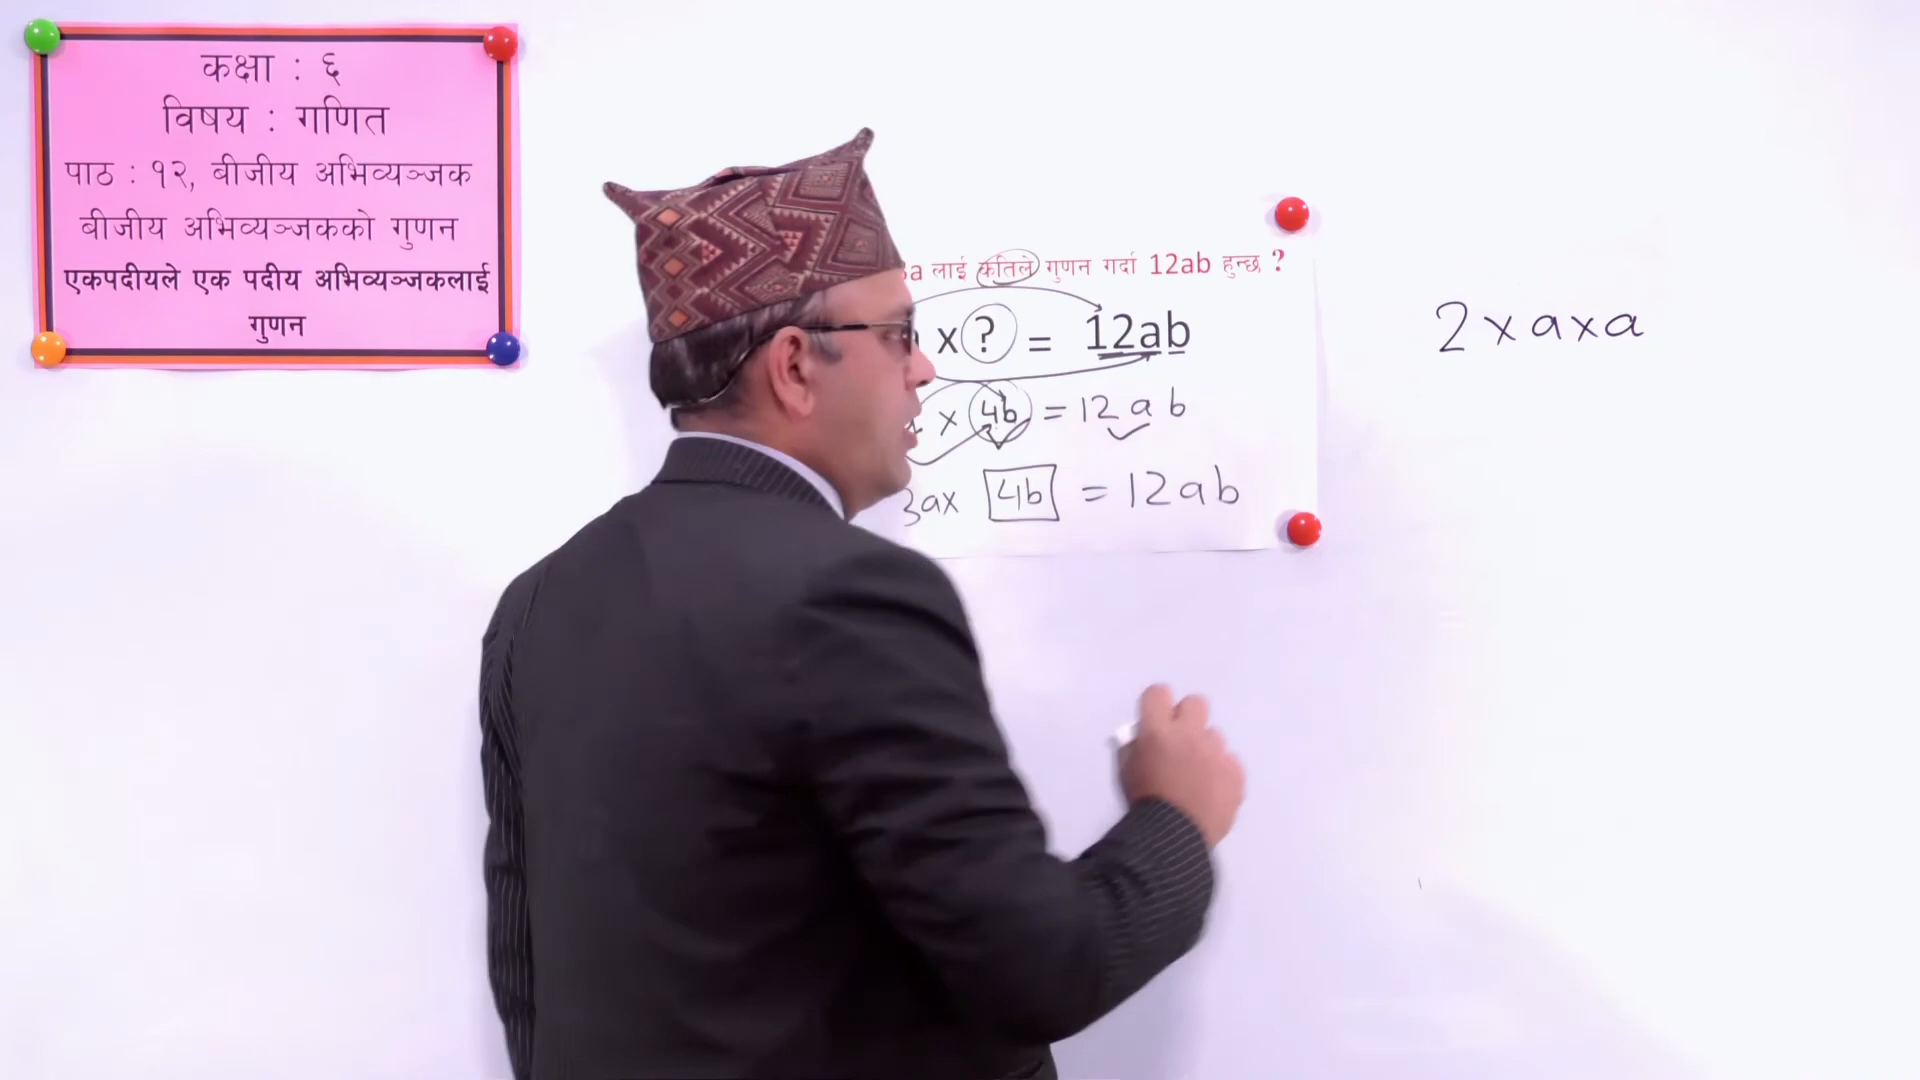 कक्षा : ६
विषय : गणित
पाठ : १२, बीजीय अभिव्यञ्जक
बीजीय अभिव्यञ्जकको गुणन
एकपदीयले एक पदीय अभिव्यञ्जकलाई
गुणन
लाई कतिले गुणन गर्दा 12ab हुन्छ ?
x ? = 12ab
x 4b = 12ab
3ax 4b = 12ab
2 x a x a